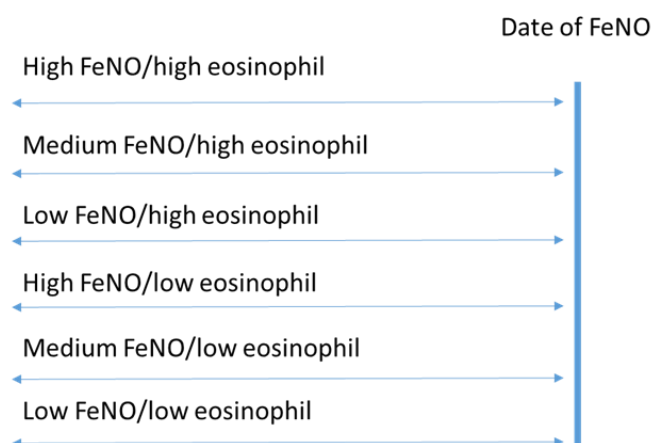 Date of FeNO
High FeNO/high eosinophil
Medium FeNO/high eosinophil
Low FeNO/high eosinophil
High FeNO/low eosinophil
Medium FeNO/low eosinophil
Low FeNO/low eosinophil